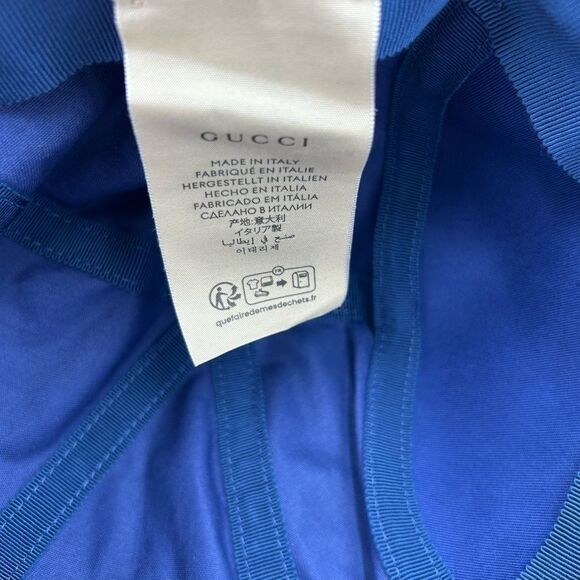 GUCCI
MADE IN ITALY
FABRIQUÉ EN ITALIE
HERGESTELLT IN ITALIEN
HECHO EN ITALIA
FABRICADO EM ITÁLIA
СДЕЛАНО В ИТАЛИИ
产地:意大利
イタリア製
صنع في إيطاليا
이태리제
FR
quefairedemesdechets.fr